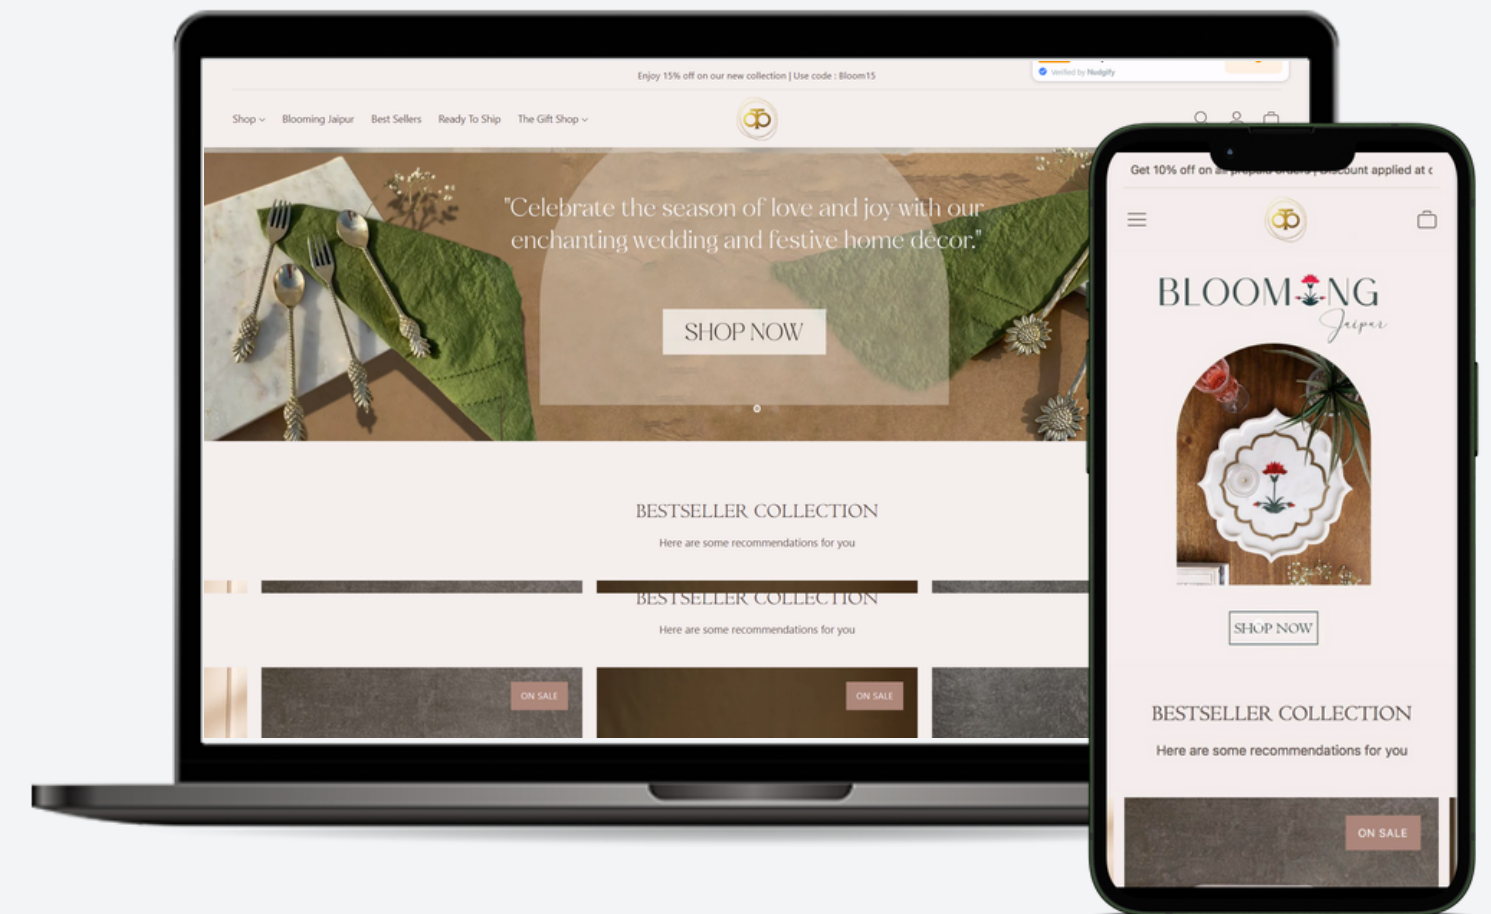 Enjoy 15% off on our new collection | Use code : Bloom15
Verified by Nudgify
Shop
Blooming Jaipur
Best Sellers
Ready To Ship
The Gift Shop
"Celebrate the season of love and joy with our
enchanting wedding and festive home decor."
SHOP NOW
BESTSELLER COLLECTION
Here are some recommendations for you
BESTSELLER COLLECTION
Here are some recommendations for you
ON SALE
ON SALE
Get 10% off on all prepaid orders | Discount applied at c
BLOOMING
Jaipur
SHOP NOW
BESTSELLER COLLECTION
Here are some recommendations for you
ON SALE